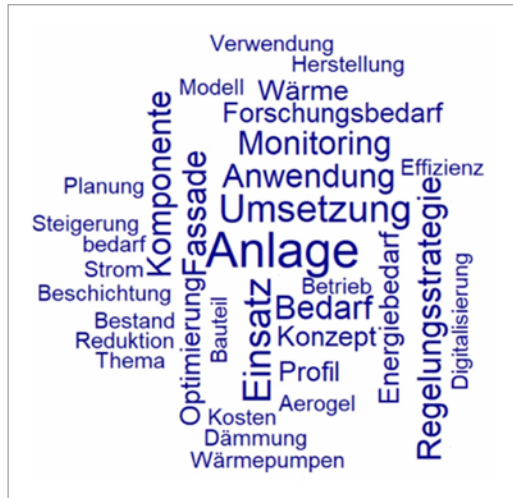 Verwendung
Herstellung
Modell
Wärme
Forschungsbedarf
Komponente
Monitoring
Fassade
Anwendung
Effizienz
Planung
Umsetzung
Regelungsstrategie
Steigerung
bedarf
Anlage
Energiebedarf
Strom
Digitalisierung
Beschichtung
Optimierung
Einsatz
Betrieb
Bedarf
Bestand
Bauteil
Reduktion
Konzept
Thema
Profil
Aerogel
Kosten
Dämmung
Wärmepumpen